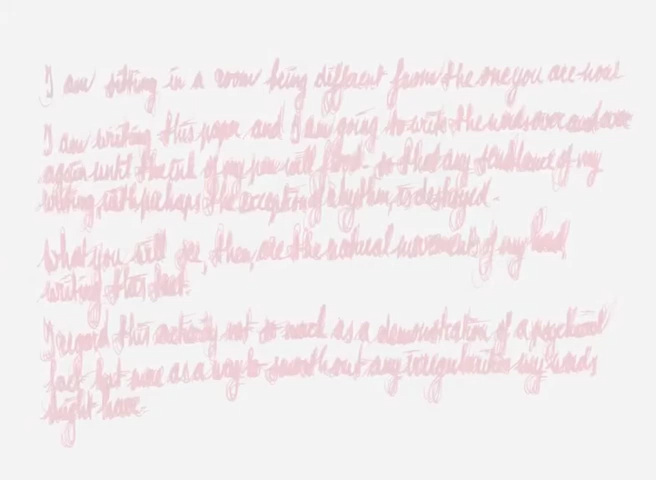 I am sitting in a room being different from the one you are now
I am writing this paper and I am going to write the words over and over
again until the ink of my pen will flood - so that any semblance of my
writing, with perhaps the exception of rhythm, is destroyed -
what you will see, then, are the natural movements of my hand
writing this text.
I regard this activity not so much as a demonstration of a physical
fact but more as a way to smooth out any irregularities my words
might have.